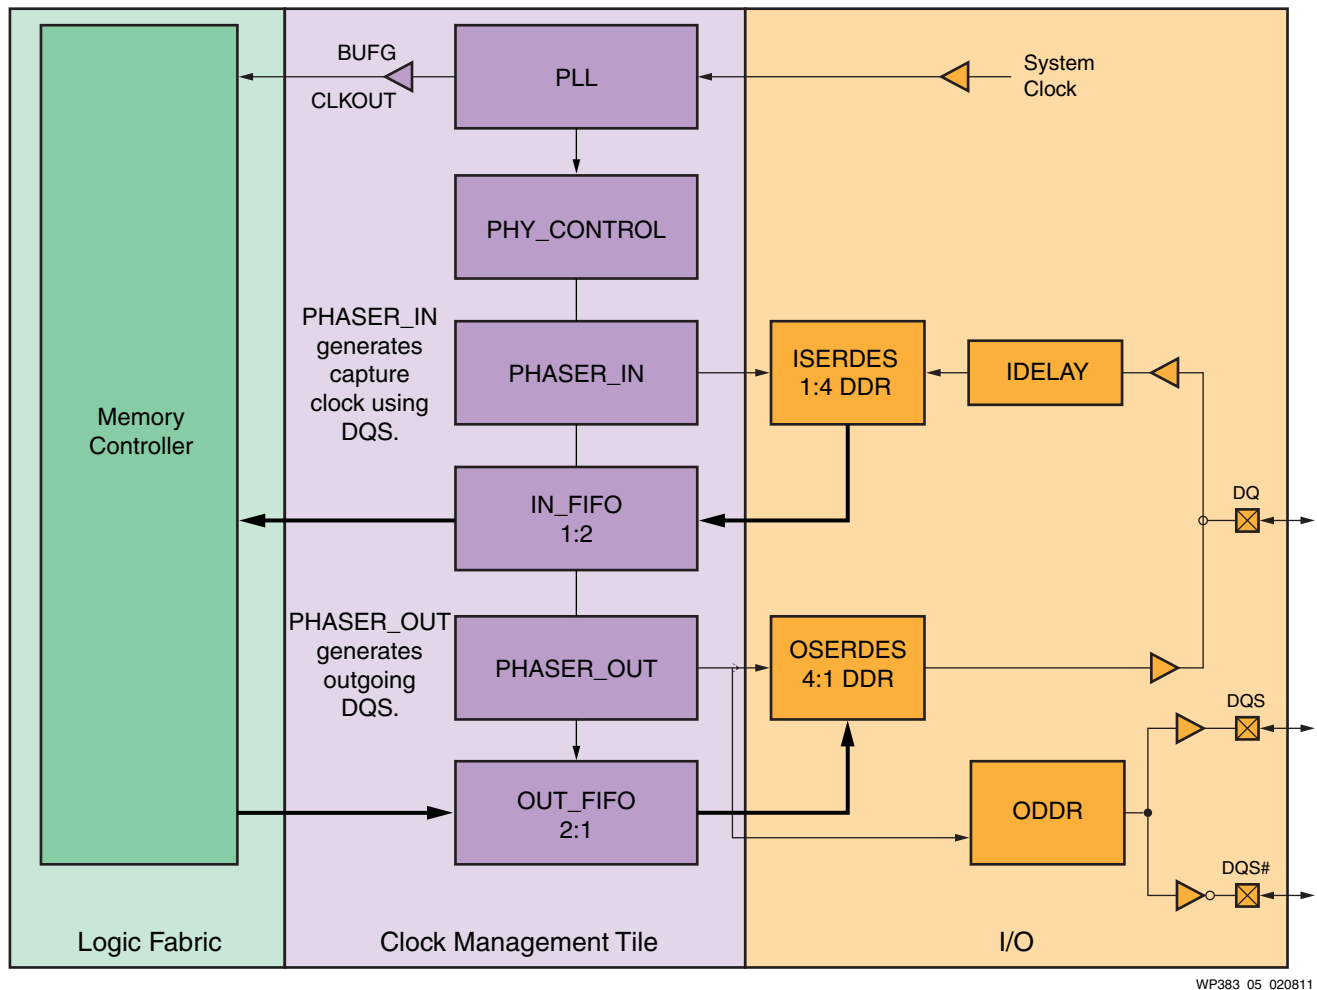 BUFG
CLKOUT
PLL
System
Clock
PHY_CONTROL
PHASER_IN
generates
capture
clock using
DQS.
PHASER_IN
ISERDES
1:4 DDR
IDELAY
Memory
Controller
IN_FIFO
1:2
DQ
PHASER_OUT
generates
outgoing
DQS.
PHASER_OUT
OSERDES
4:1 DDR
DQS
OUT_FIFO
2:1
ODDR
DQS#
Logic Fabric
Clock Management Tile
I/O
WP383_05_020811